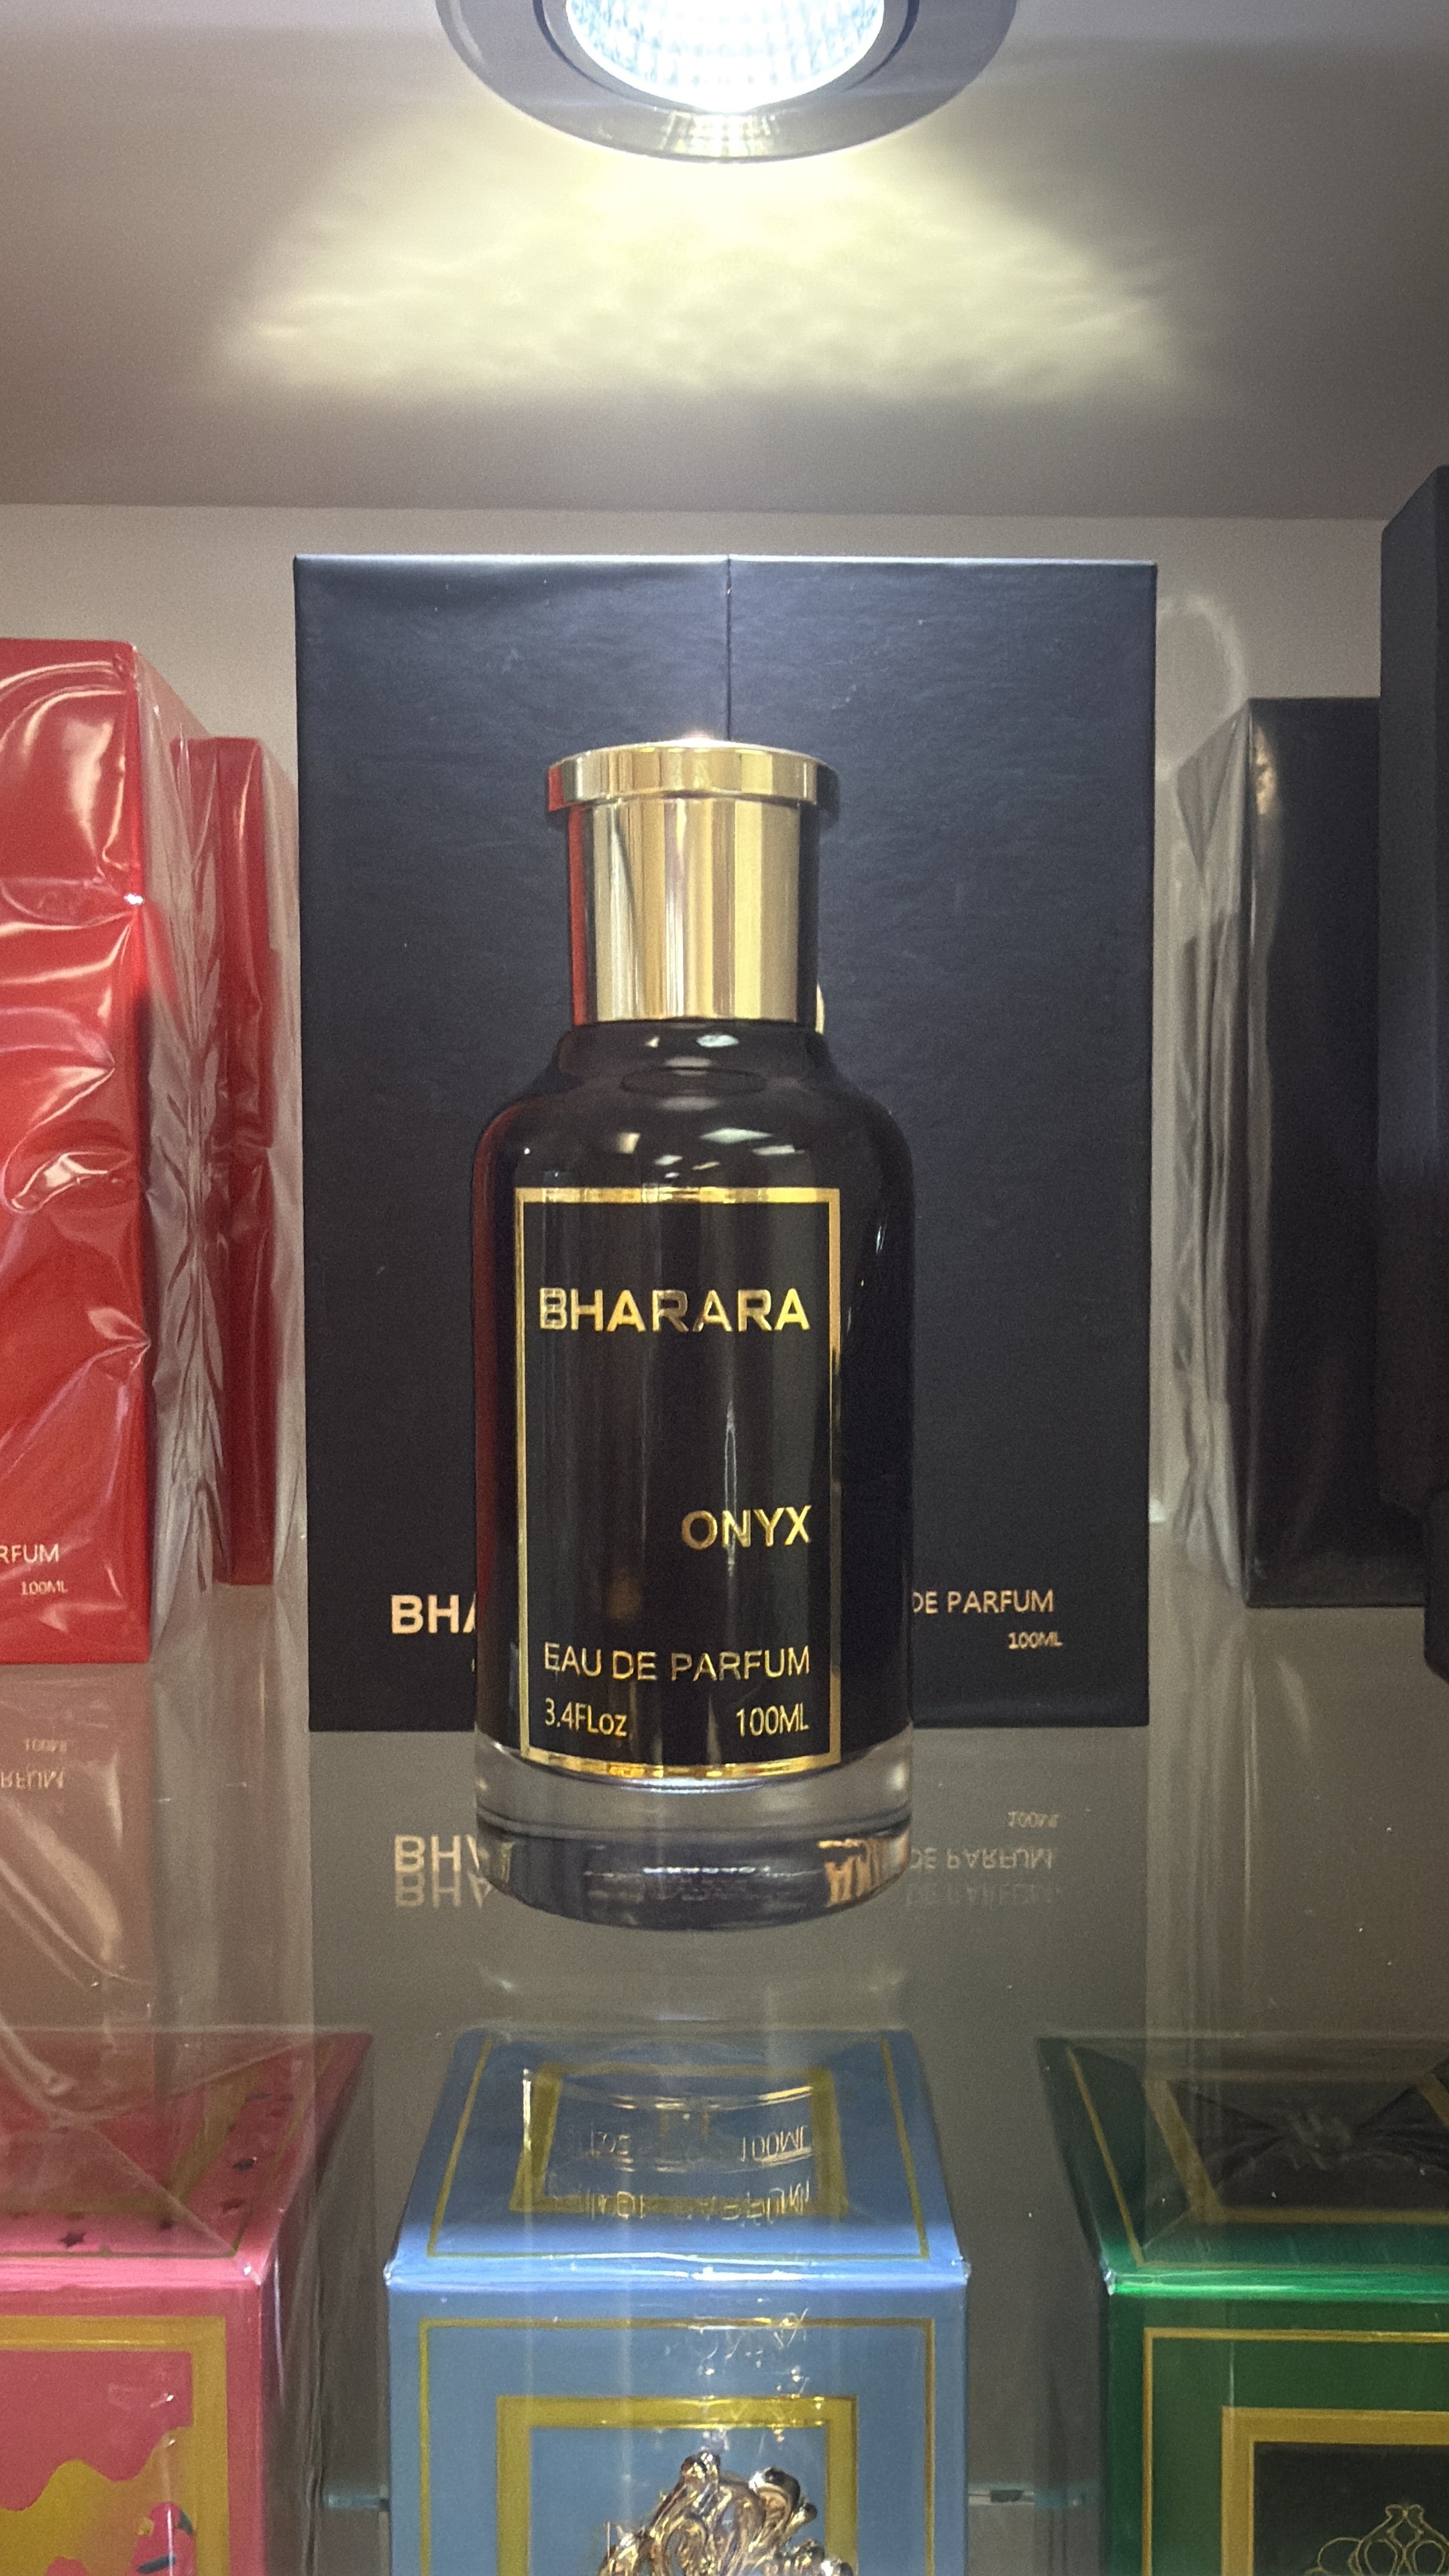 BHARARA
ONYX
EAU DE PARFUM
3.4FLoz 100ML
BHA
DE PARFUM
100ML
RFUM
100ML